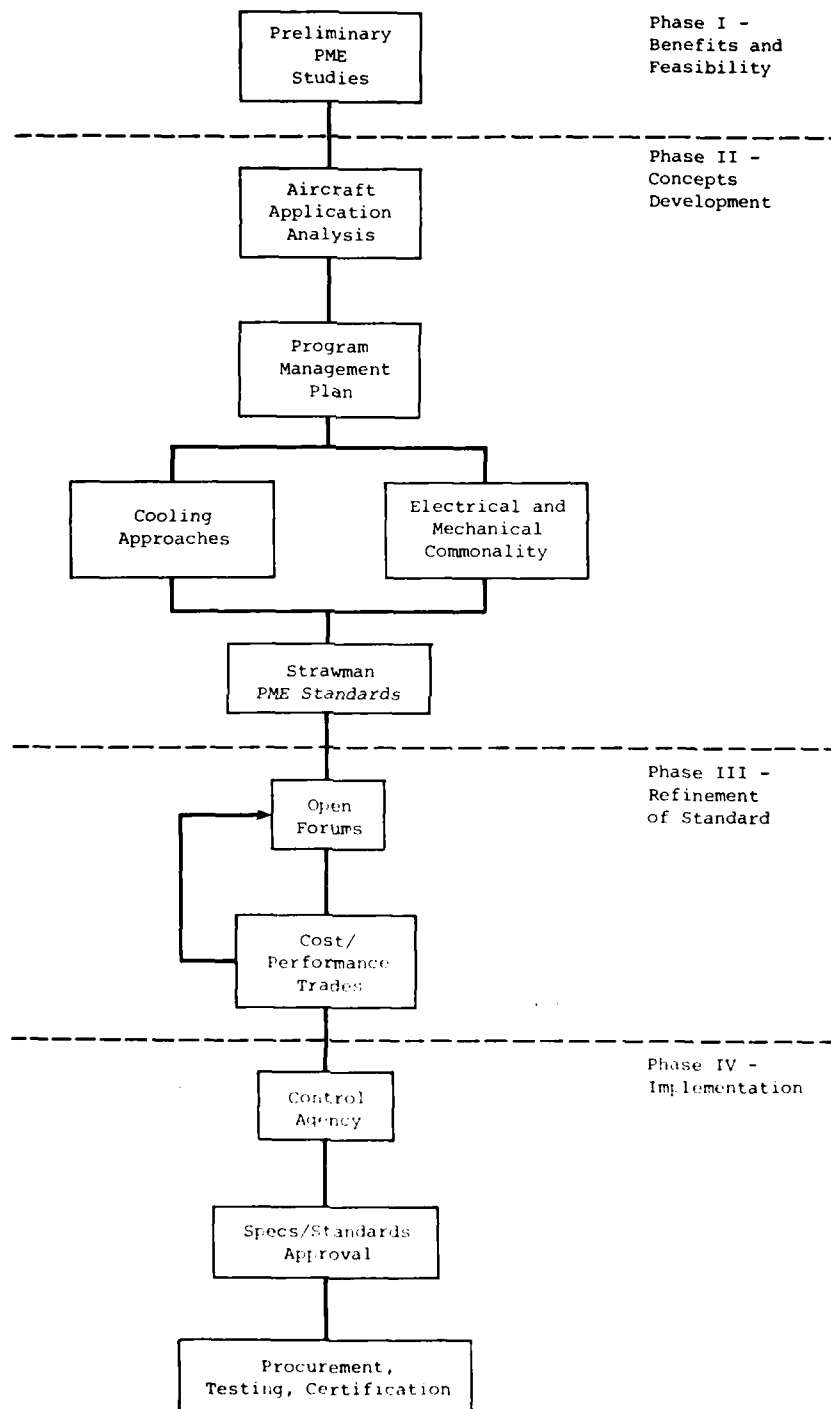 Preliminary
PME
Studies
Phase I -
Benefits and
Feasibility
Phase II -
Concepts
Development
Aircraft
Application
Analysis
Program
Management
Plan
Cooling
Approaches
Electrical and
Mechanical
Commonality
Strawman
PME Standards
Phase III -
Refinement
of Standard
Open
Forums
Cost/
Performance
Trades
Phase IV -
Implementation
Control
Agency
Specs/Standards
Approval
Procurement,
Testing, Certification